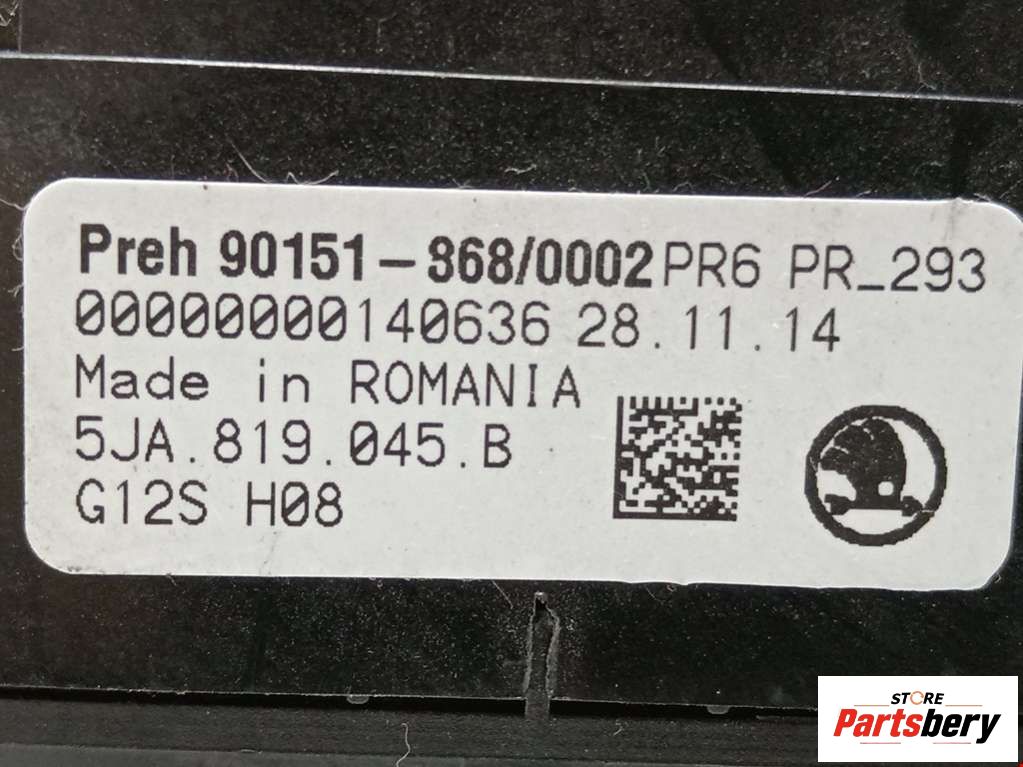 Preh 90151-868/0002 PR6 PR_293
00000000140636 28.11.14
Made in ROMANIA
5JA.819.045.B
G12S H08
STORE
Partsbery